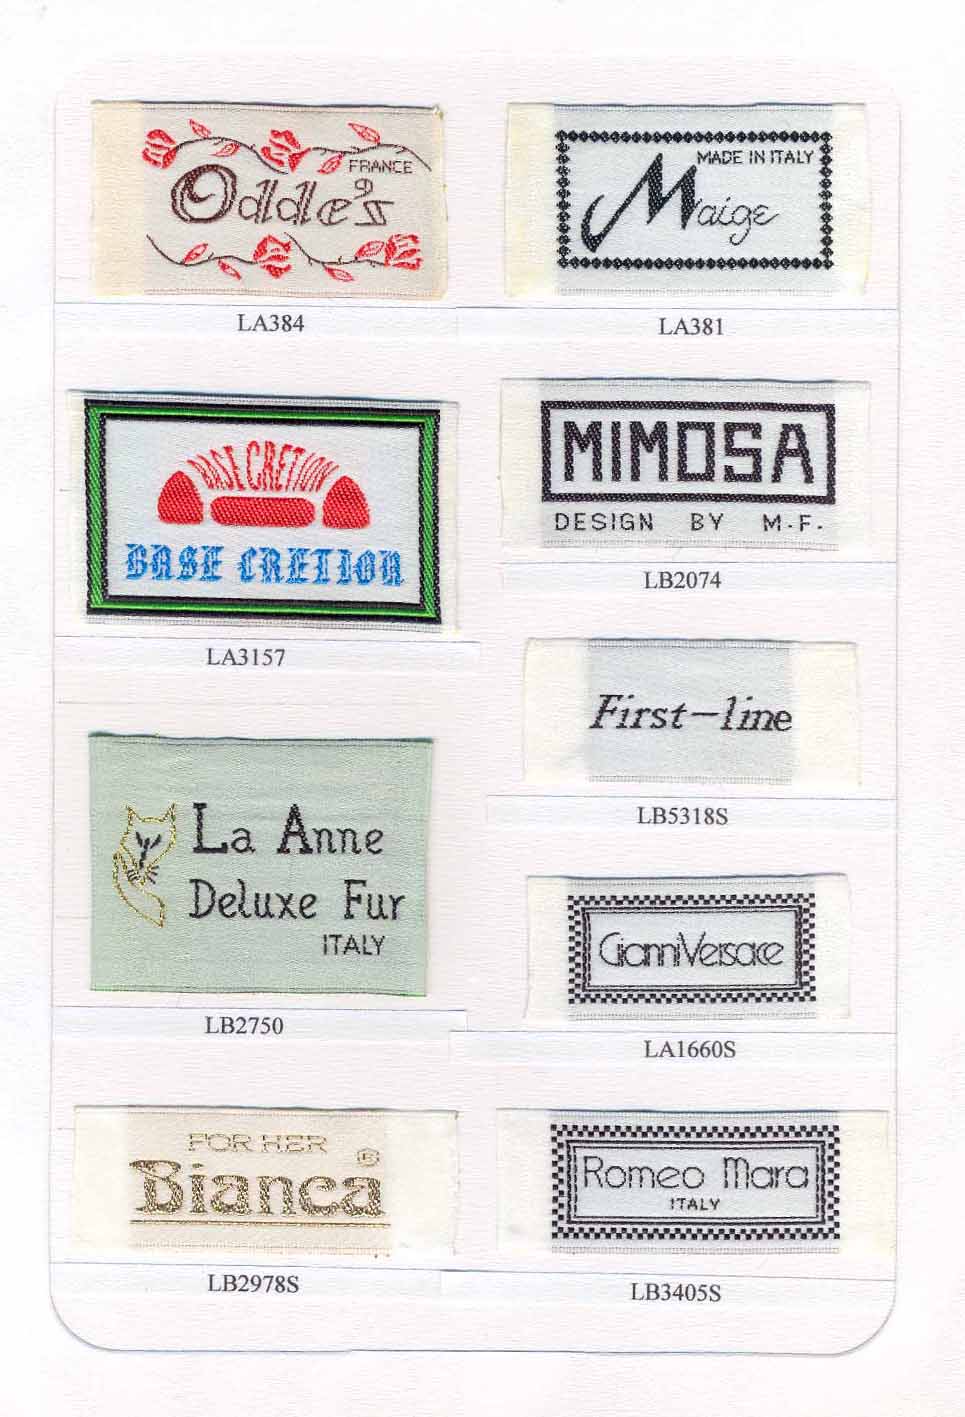 FRANCE
Oddle's
LA384
MADE IN ITALY
Maige
LA381
BASE CRETION
BASE CRETION
LA3157
MIMOSA
DESIGN BY M.F.
LB2074
First-line
LB5318S
La Anne
Deluxe Fur
ITALY
LB2750
GianniVersace
LA1660S
FOR HER
Bianca ®
LB2978S
Romeo Mara
ITALY
LB3405S